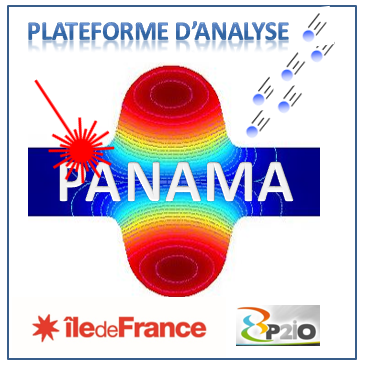 PLATEFORME D'ANALYSE
PANAMA
îledeFrance
P2iO